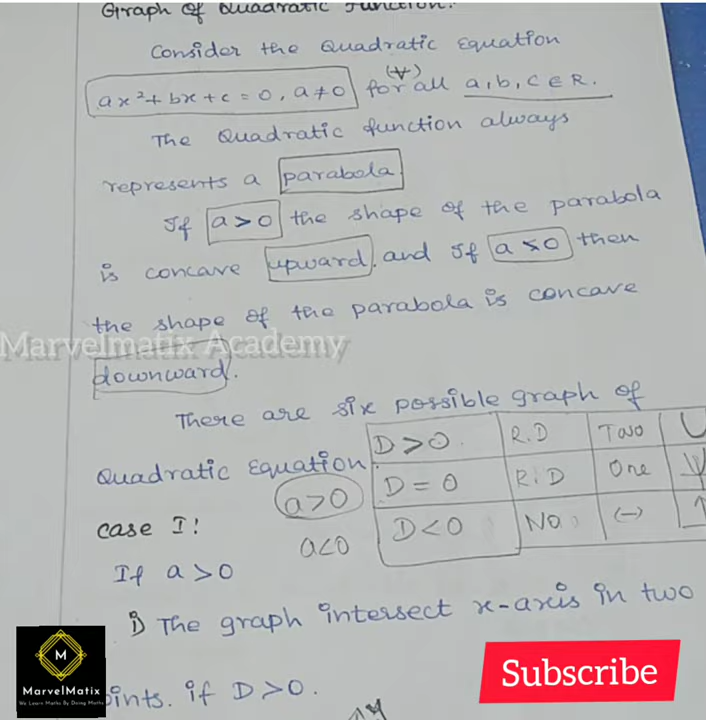 Graph of Quadratic Function.
Consider the Quadratic Equation
ax²+bx+c=0, a≠0 for all a,b,c∈R.
(∀)
The Quadratic function always
represents a parabola.
If a>0 the shape of the parabola
is concave upward. and if a<0 then
the shape of the parabola is concave
Marvelmatix Academy
downward.
There are six possible graph of
Quadratic Equation.
D>0. R.D Two
D=0 R.D One
D<0 No (-)
a>0
case I:
a<0
If a>0
i) The graph intersect x-axis in two
oints. if D>0.
M
MarvelMatix
We Learn Maths By Doing Maths
Subscribe